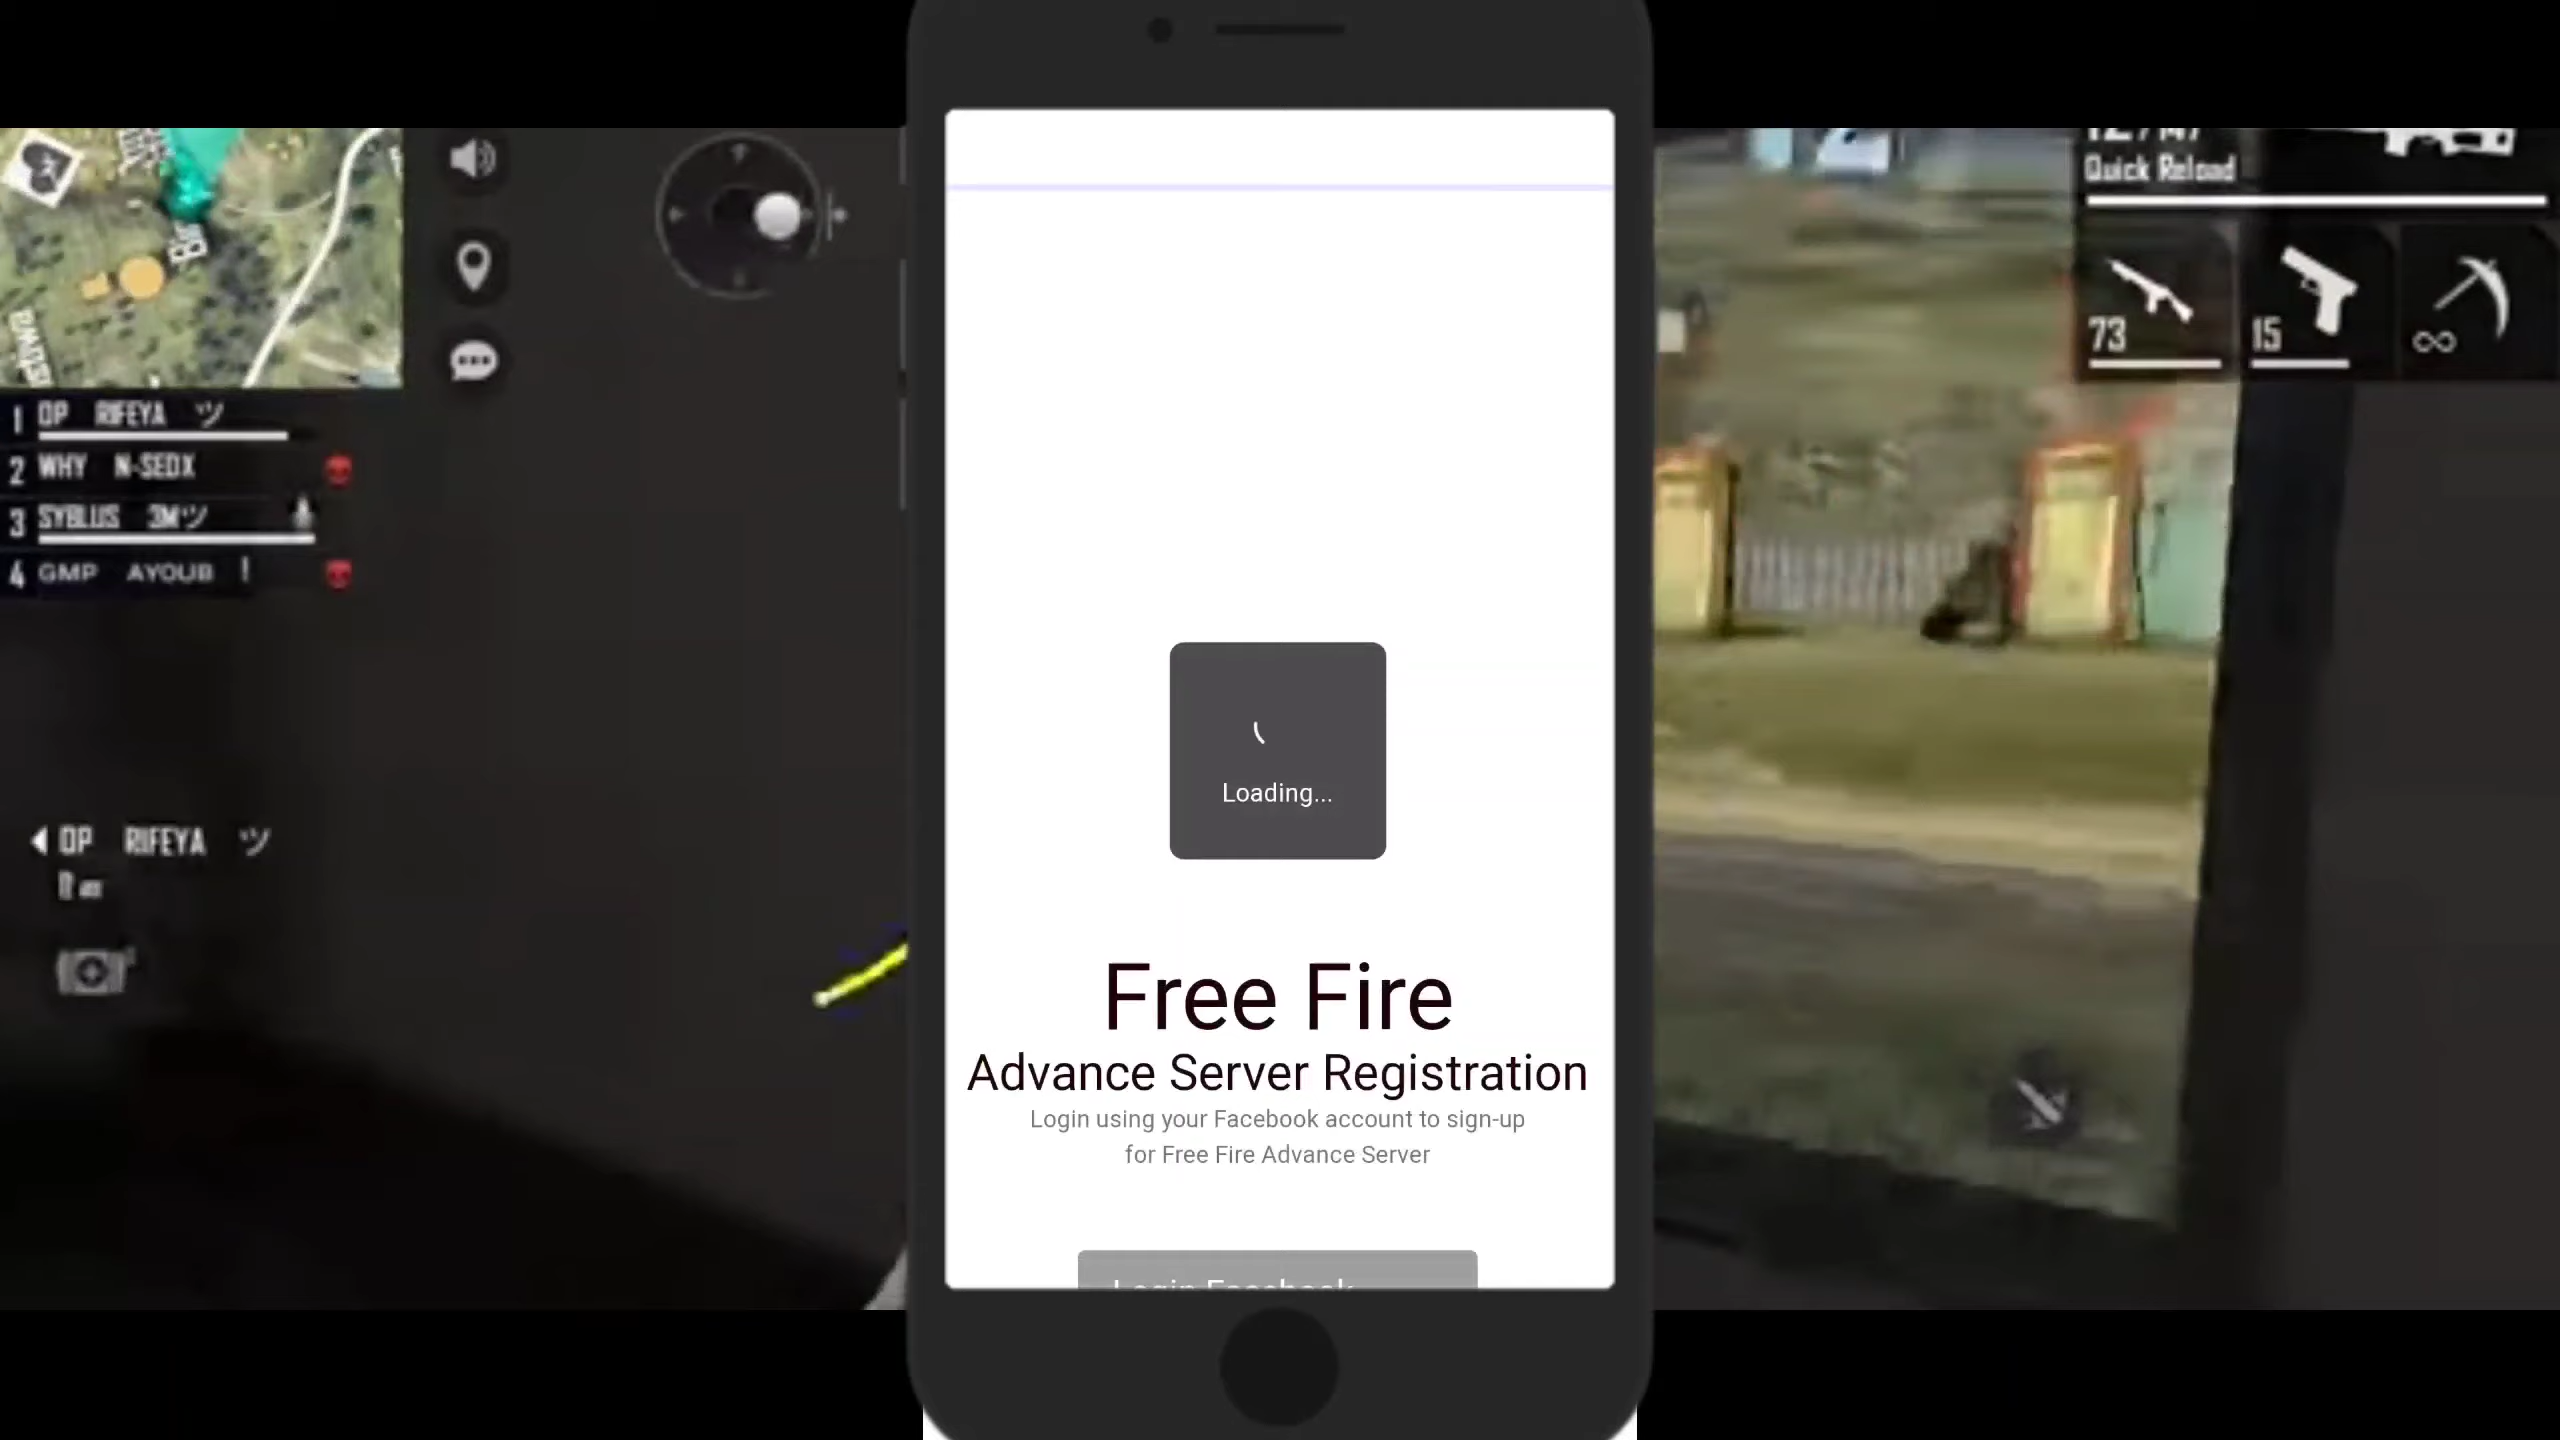 1 OP RIFEYA ツ
2 WHY N-SEDX
3 SYBLUS 3Mツ
4 GMP AYOUB !
OP RIFEYA ツ
Quick Reload
73
15
∞
Loading...
Free Fire
Advance Server Registration
Login using your Facebook account to sign-up
for Free Fire Advance Server
Login Facebook